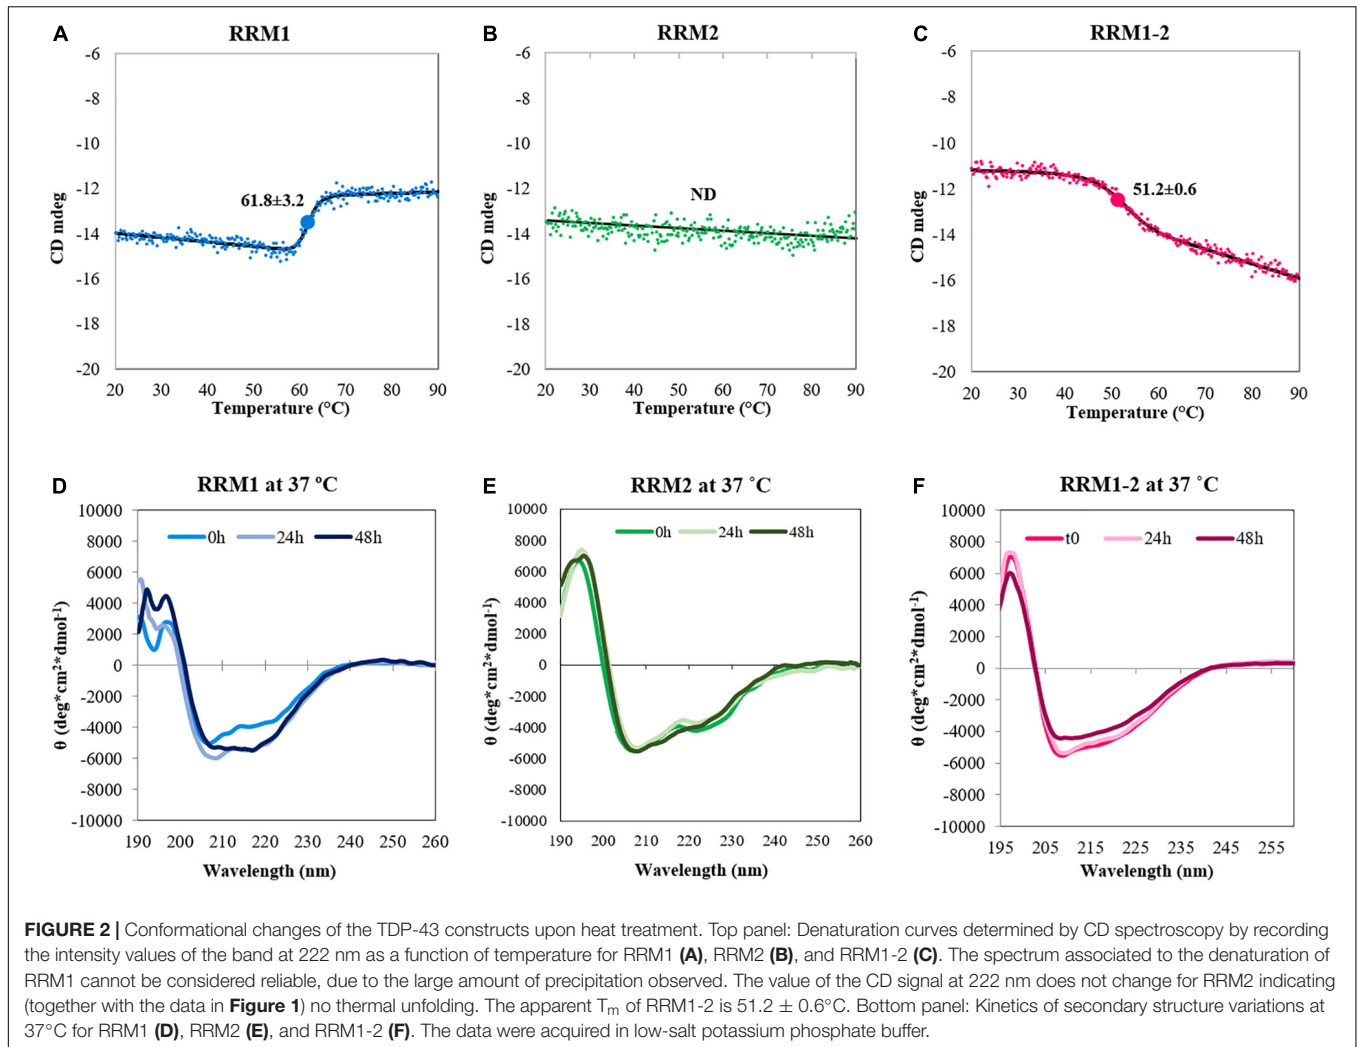 A
RRM1
-6
-8
-10
-12
-14
-16
-18
-20
CD mdeg
61.8±3.2
20 30 40 50 60 70 80 90
Temperature (°C)
B
RRM2
-6
-8
-10
-12
-14
-16
-18
-20
CD mdeg
ND
20 30 40 50 60 70 80 90
Temperature (°C)
C
RRM1-2
-6
-8
-10
-12
-14
-16
-18
-20
CD mdeg
51.2±0.6
20 30 40 50 60 70 80 90
Temperature (°C)
D
RRM1 at 37 °C
0h 24h 48h
10000
8000
6000
4000
2000
0
-2000
-4000
-6000
-8000
-10000
θ (deg*cm²*dmol⁻¹)
190 200 210 220 230 240 250 260
Wavelength (nm)
E
RRM2 at 37 ˚C
0h 24h 48h
10000
8000
6000
4000
2000
0
-2000
-4000
-6000
-8000
-10000
θ (deg*cm²*dmol⁻¹)
190 200 210 220 230 240 250 260
Wavelength (nm)
F
RRM1-2 at 37 ˚C
t0 24h 48h
10000
8000
6000
4000
2000
0
-2000
-4000
-6000
-8000
-10000
θ (deg*cm²*dmol⁻¹)
195 205 215 225 235 245 255
Wavelength (nm)
FIGURE 2 | Conformational changes of the TDP-43 constructs upon heat treatment. Top panel: Denaturation curves determined by CD spectroscopy by recording
the intensity values of the band at 222 nm as a function of temperature for RRM1 (A), RRM2 (B), and RRM1-2 (C). The spectrum associated to the denaturation of
RRM1 cannot be considered reliable, due to the large amount of precipitation observed. The value of the CD signal at 222 nm does not change for RRM2 indicating
(together with the data in Figure 1) no thermal unfolding. The apparent Tₘ of RRM1-2 is 51.2 ± 0.6°C. Bottom panel: Kinetics of secondary structure variations at
37°C for RRM1 (D), RRM2 (E), and RRM1-2 (F). The data were acquired in low-salt potassium phosphate buffer.